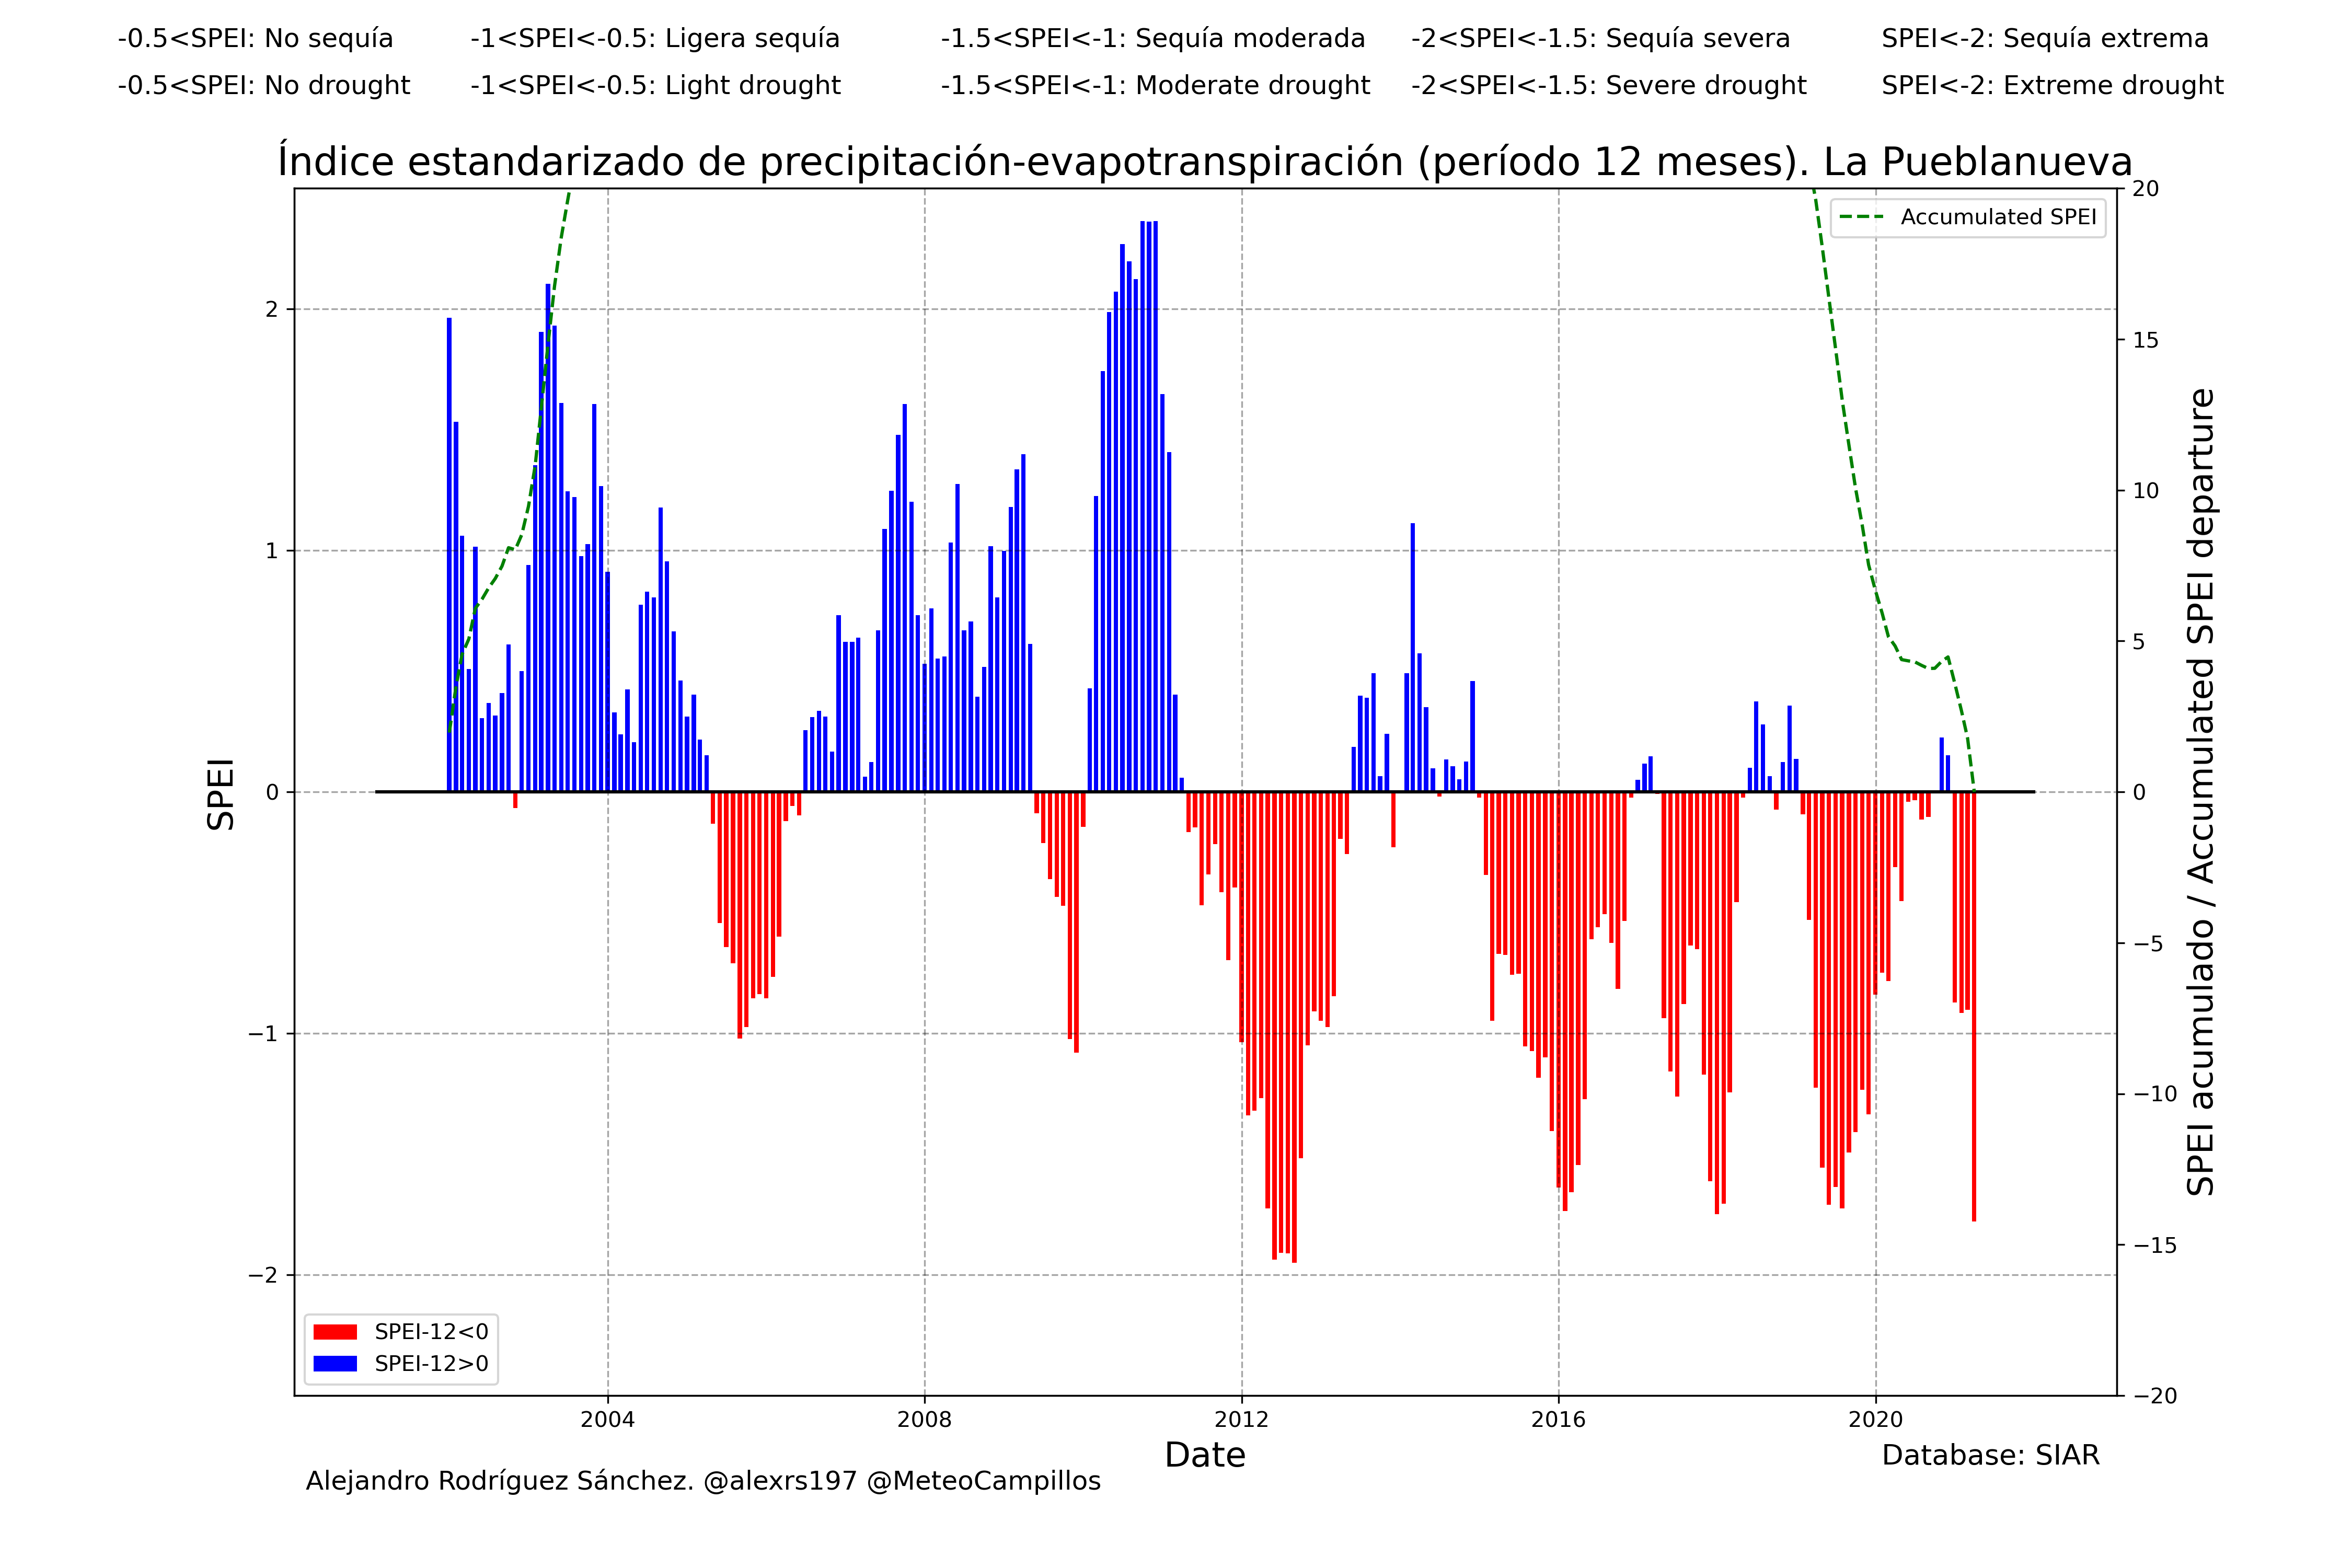 -0.5<SPEI: No sequía -1<SPEI<-0.5: Ligera sequía -1.5<SPEI<-1: Sequía moderada -2<SPEI<-1.5: Sequía severa SPEI<-2: Sequía extrema
-0.5<SPEI: No drought -1<SPEI<-0.5: Light drought -1.5<SPEI<-1: Moderate drought -2<SPEI<-1.5: Severe drought SPEI<-2: Extreme drought
Índice estandarizado de precipitación-evapotranspiración (período 12 meses). La Pueblanueva
Accumulated SPEI
SPEI
2
1
0
−1
−2
20
15
10
5
0
−5
−10
−15
−20
SPEI acumulado / Accumulated SPEI departure
SPEI-12<0
SPEI-12>0
2004 2008 2012 2016 2020
Date
Database: SIAR
Alejandro Rodríguez Sánchez. @alexrs197 @MeteoCampillos